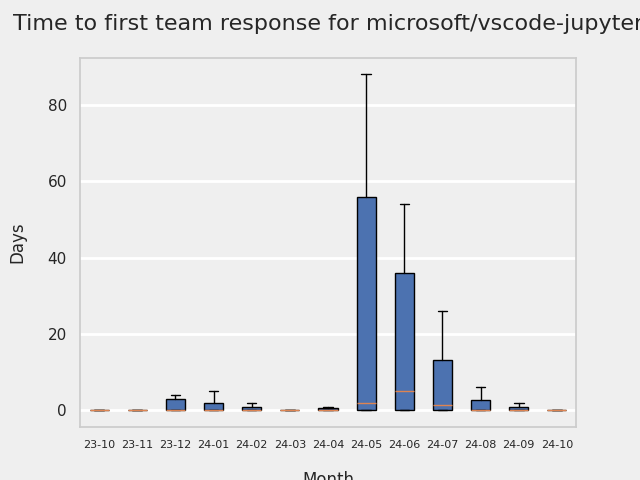 Time to first team response for microsoft/vscode-jupyter
80
60
40
20
0
Days
23-10 23-11 23-12 24-01 24-02 24-03 24-04 24-05 24-06 24-07 24-08 24-09 24-10
Month